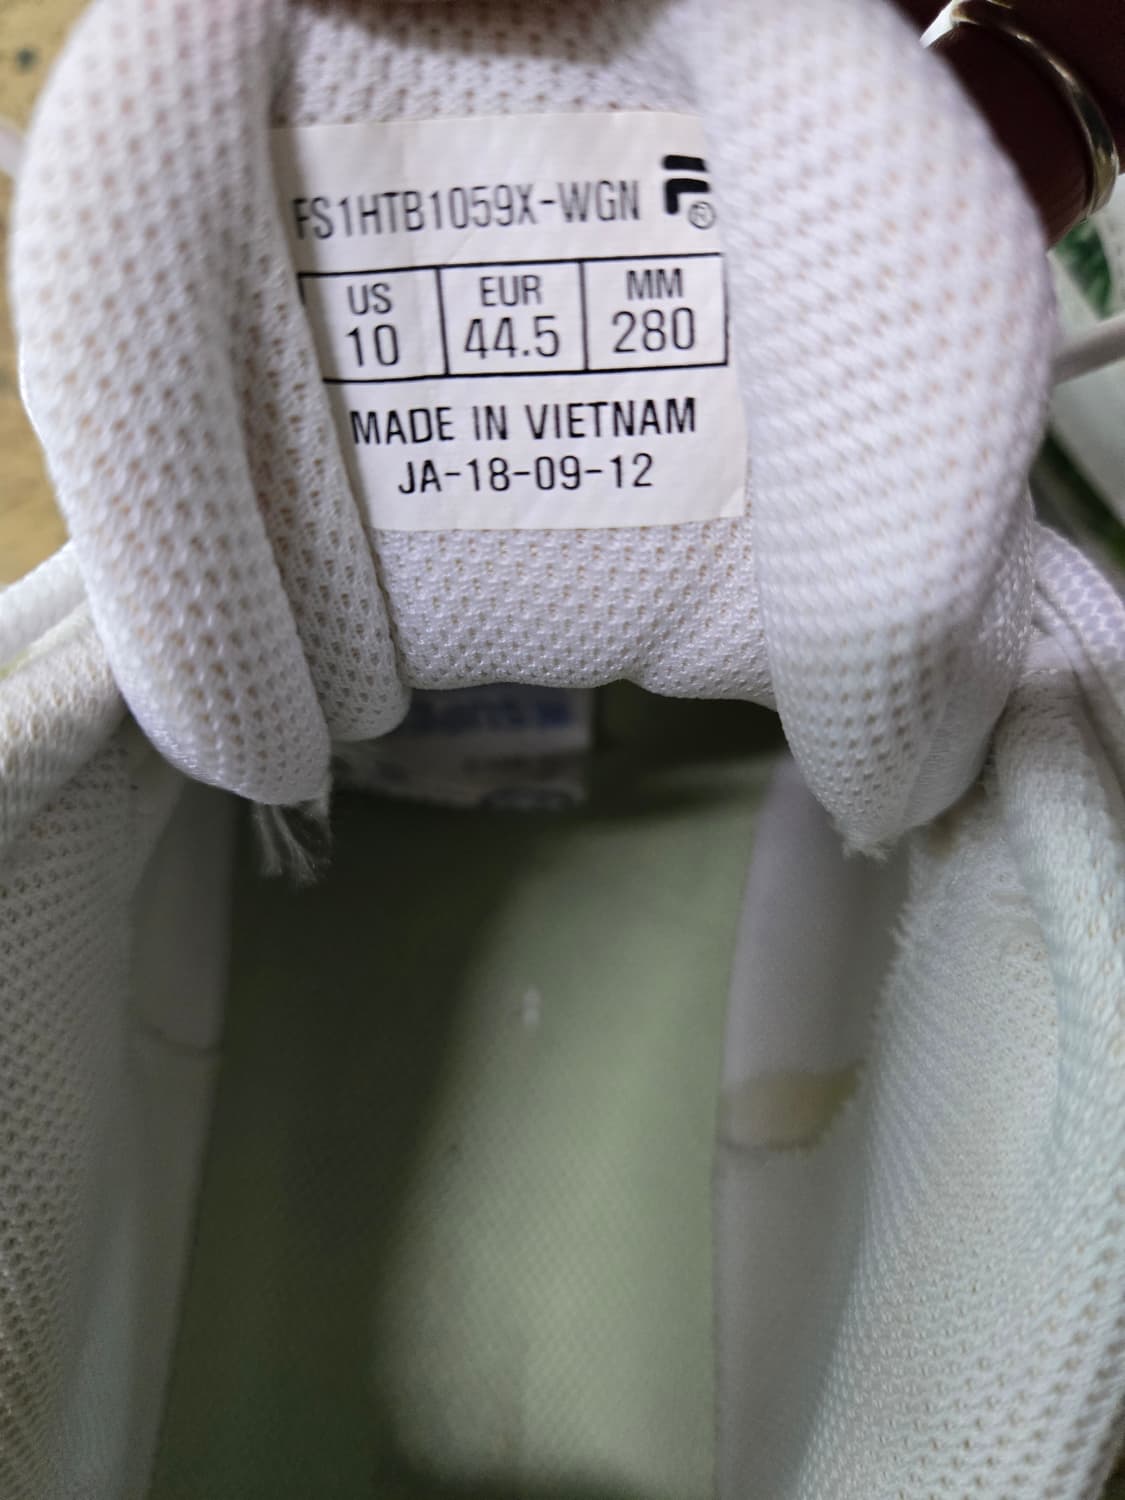 FS1HTB1059X-WGN
US EUR MM
10 44.5 280
MADE IN VIETNAM
JA-18-09-12